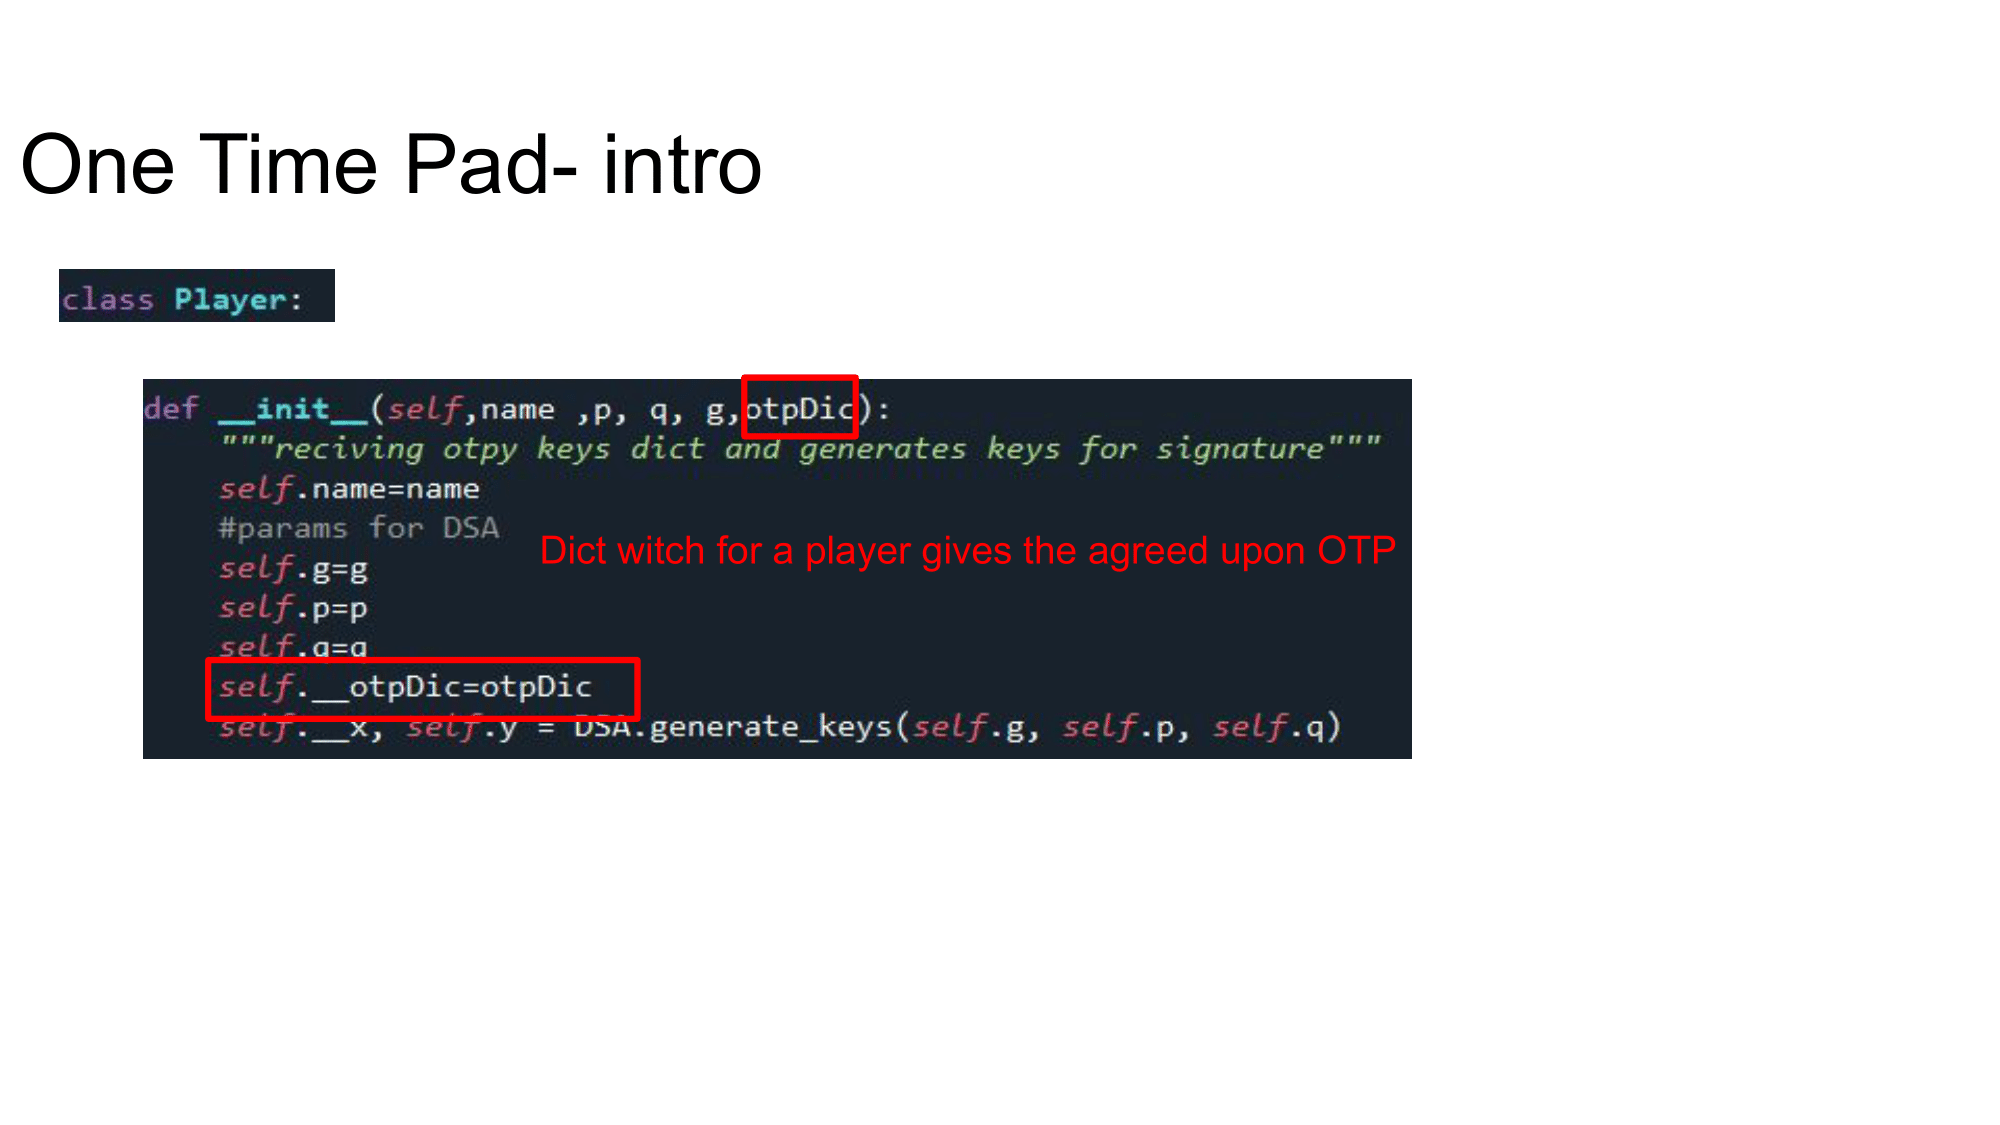 One Time Pad- intro
class Player:
def __init__(self,name ,p, q, g,otpDic):
"""reciving otpy keys dict and generates keys for signature"""
self.name=name
#params for DSA
Dict witch for a player gives the agreed upon OTP
self.g=g
self.p=p
self.q=q
self.__otpDic=otpDic
self.__x, self.y = DSA.generate_keys(self.g, self.p, self.q)